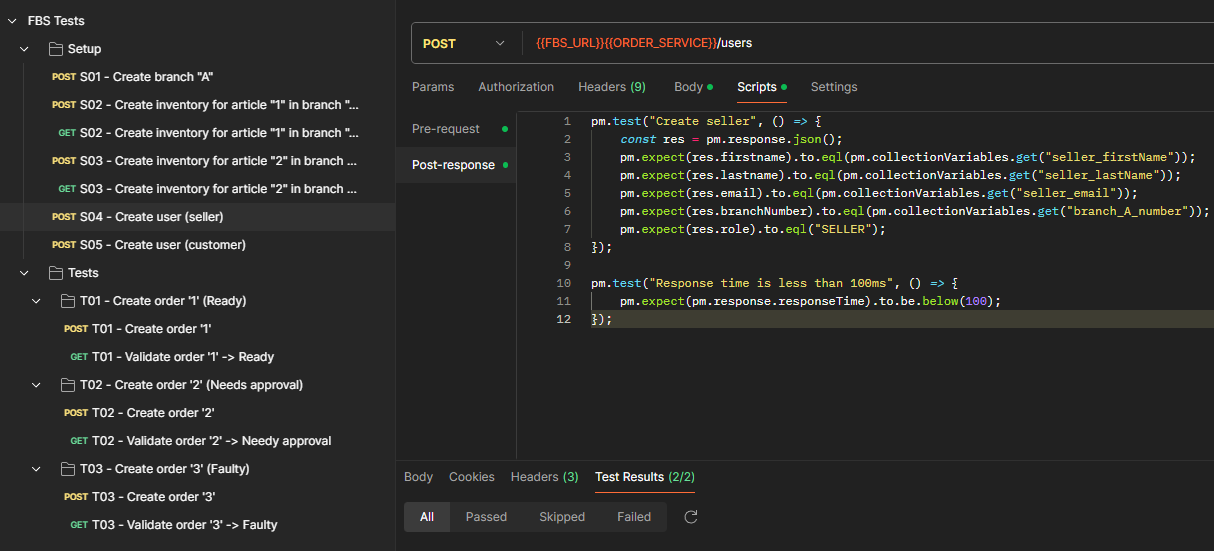 FBS Tests
Setup
POST S01 - Create branch "A"
POST S02 - Create inventory for article "1" in branch "...
GET S02 - Create inventory for article "1" in branch "...
POST S03 - Create inventory for article "2" in branch ...
GET S03 - Create inventory for article "2" in branch ...
POST S04 - Create user (seller)
POST S05 - Create user (customer)
Tests
T01 - Create order '1' (Ready)
POST T01 - Create order '1'
GET T01 - Validate order '1' -> Ready
T02 - Create order '2' (Needs approval)
POST T02 - Create order '2'
GET T02 - Validate order '2' -> Needy approval
T03 - Create order '3' (Faulty)
POST T03 - Create order '3'
GET T03 - Validate order '3' -> Faulty
POST {{FBS_URL}}{{ORDER_SERVICE}}/users
Params Authorization Headers (9) Body Scripts Settings
Pre-request
Post-response
1 pm.test("Create seller", () => {
2 const res = pm.response.json();
3 pm.expect(res.firstname).to.eql(pm.collectionVariables.get("seller_firstName"));
4 pm.expect(res.lastname).to.eql(pm.collectionVariables.get("seller_lastName"));
5 pm.expect(res.email).to.eql(pm.collectionVariables.get("seller_email"));
6 pm.expect(res.branchNumber).to.eql(pm.collectionVariables.get("branch_A_number"));
7 pm.expect(res.role).to.eql("SELLER");
8 });
9
10 pm.test("Response time is less than 100ms", () => {
11 pm.expect(pm.response.responseTime).to.be.below(100);
12 });
Body Cookies Headers (3) Test Results (2/2)
All Passed Skipped Failed